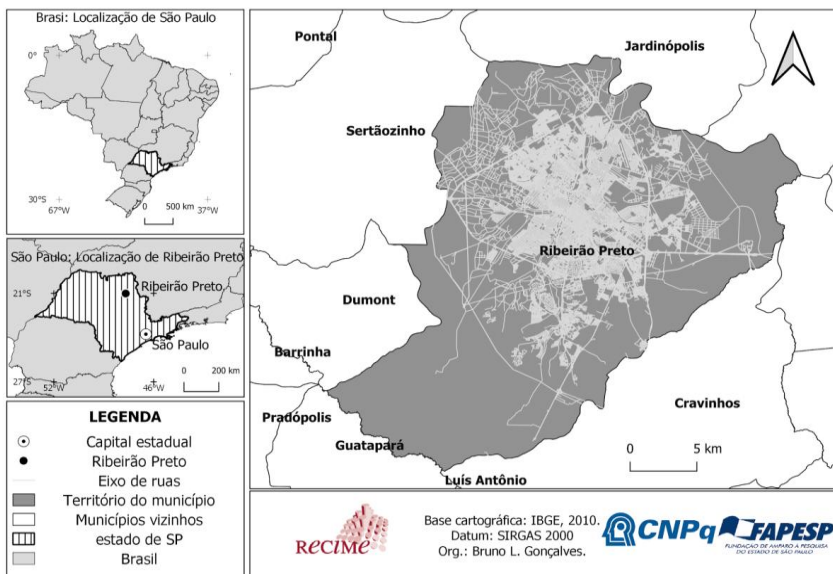 Brasi: Localização de São Paulo
0°
30°S
67°W
37°W
0 500 km
São Paulo: Localização de Ribeirão Preto
21°S
Ribeirão Preto
São Paulo
27°S
52°W
46°W
0 200 km
LEGENDA
Capital estadual
Ribeirão Preto
Eixo de ruas
Território do município
Municípios vizinhos
estado de SP
Brasil
Pontal
Jardinópolis
Sertãozinho
Ribeirão Preto
Dumont
Barrinha
Pradópolis
Guatapará
Cravinhos
Luís Antônio
0 5 km
RECIMe
Base cartográfica: IBGE, 2010.
Datum: SIRGAS 2000
Org.: Bruno L. Gonçalves.
CNPq
FAPESP
FUNDAÇÃO DE AMPARO À PESQUISA
DO ESTADO DE SÃO PAULO